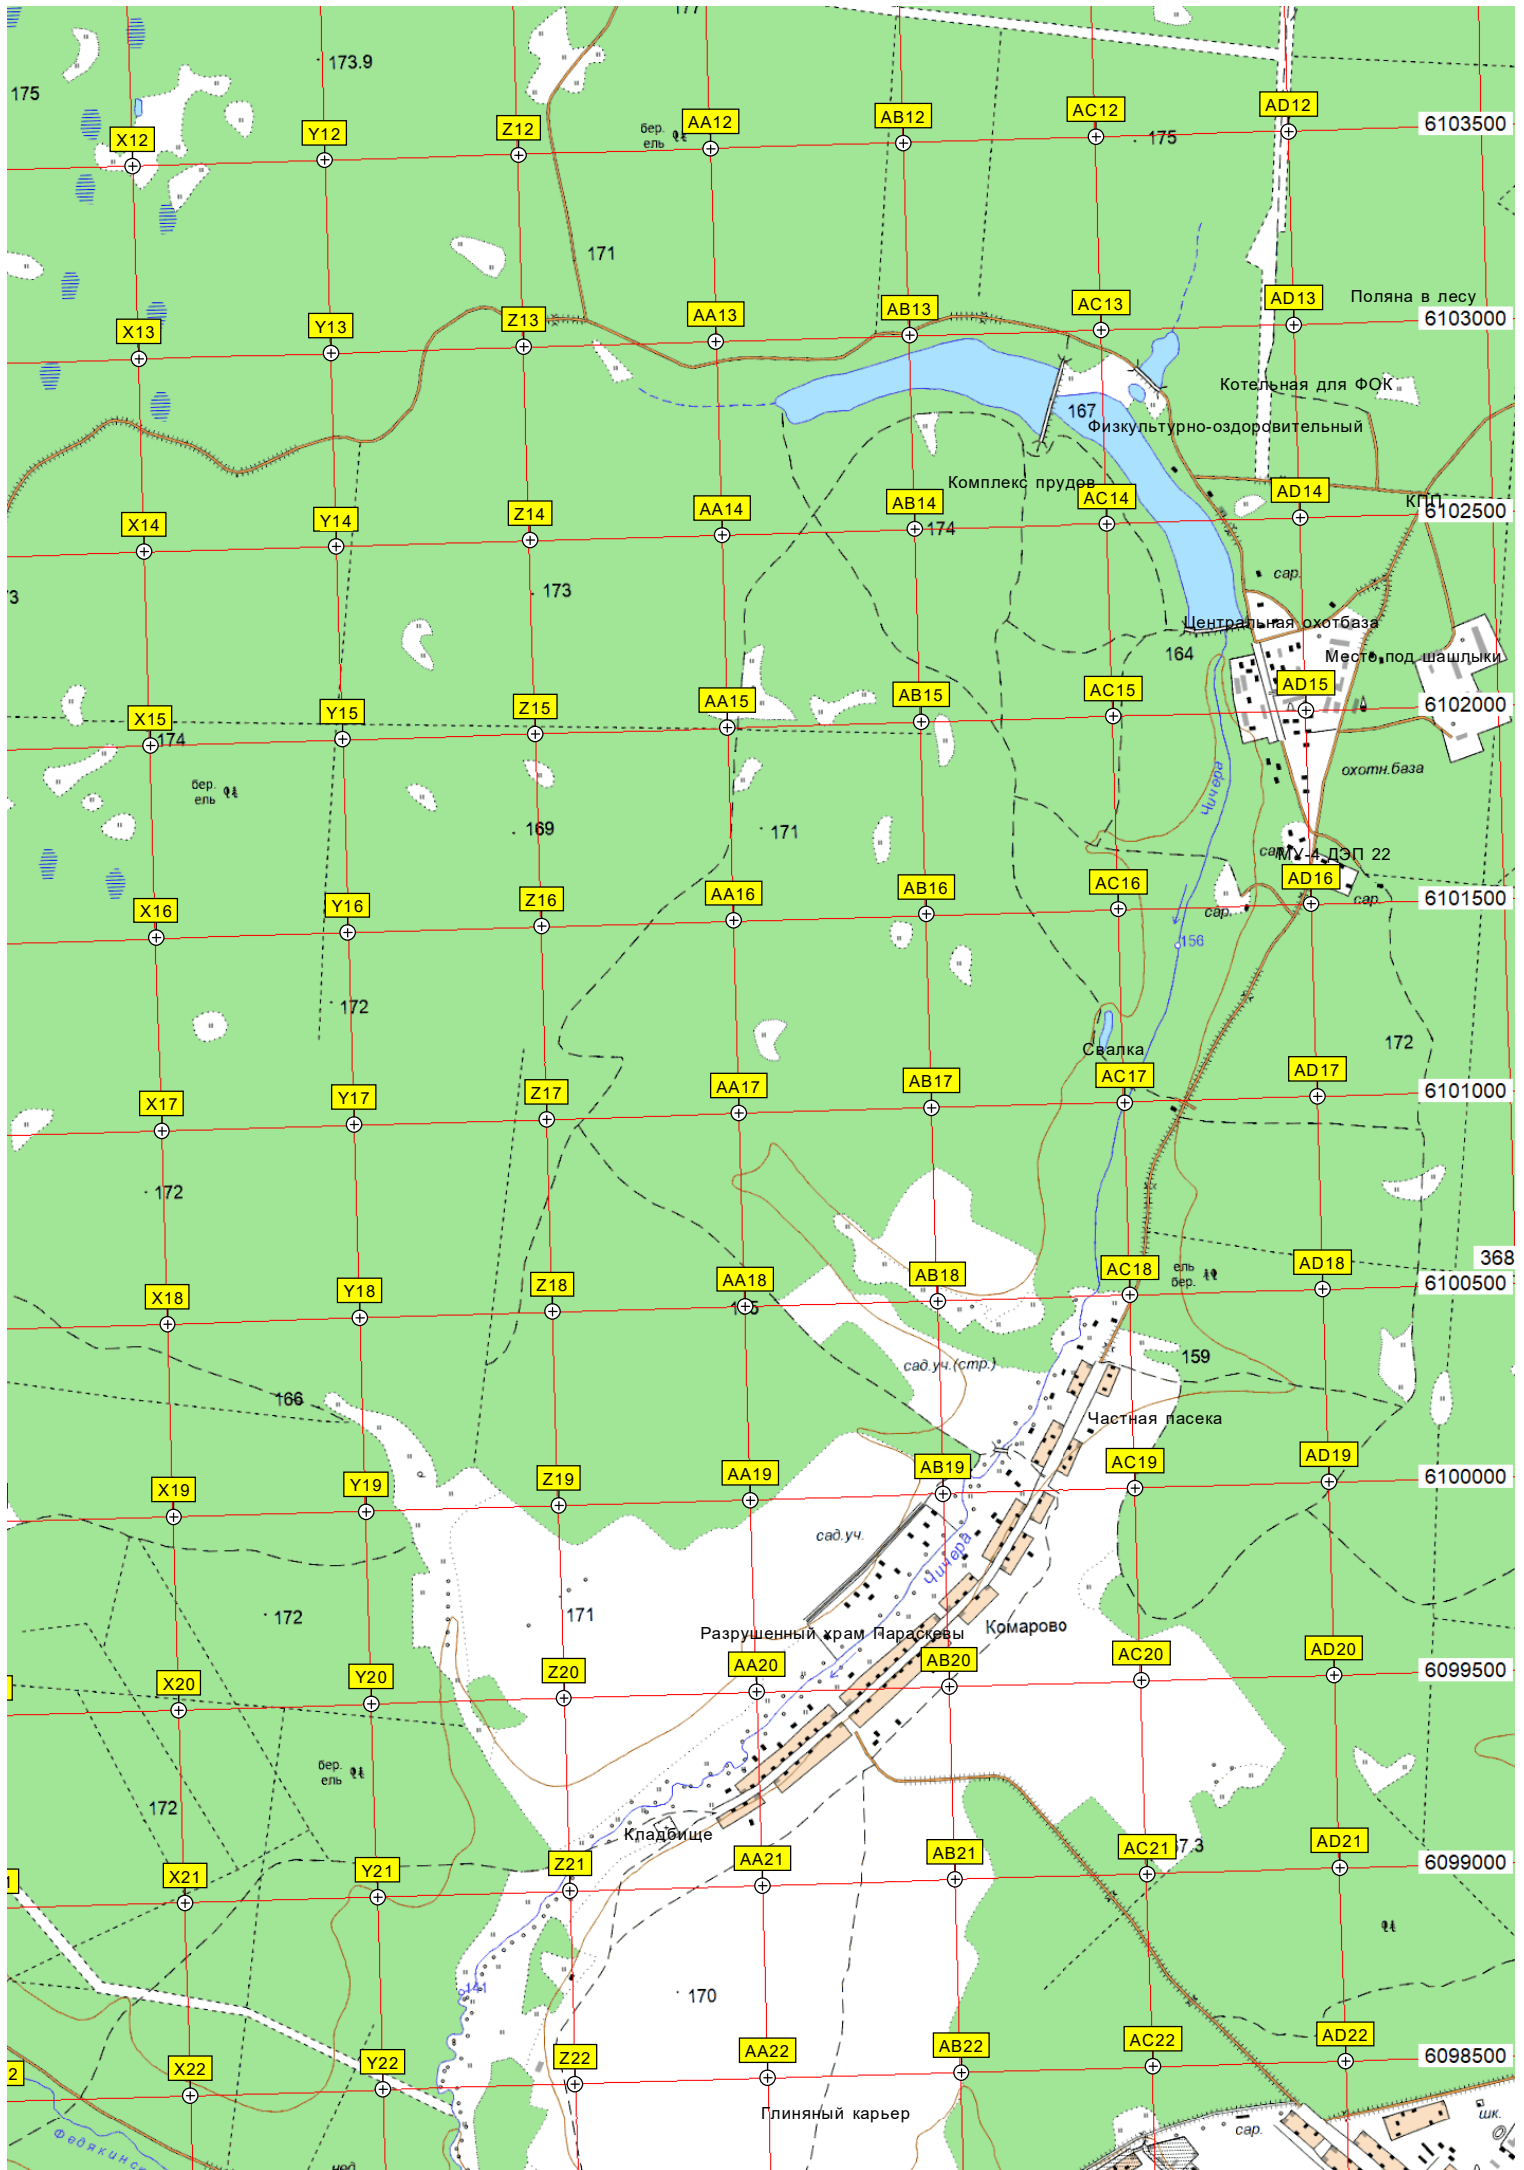 177
173.9
175
X12
Y12
Z12
бер.
ель
AA12
AB12
AC12
175
AD12
6103500
171
X13
Y13
Z13
AA13
AB13
AC13
AD13
Поляна в лесу
6103000
Котельная для ФОК
167
Физкультурно-оздоровительный
Комплекс прудов
X14
Y14
Z14
AA14
AB14
174
AC14
AD14
КПП
6102500
173
сар.
Центральная охотбаза
164
Место под шашлыки
X15
174
Y15
Z15
AA15
AB15
AC15
AD15
6102000
бер.
ель
Чичера
охотн.база
169
171
сар.
МУ-4 ДЭП 22
X16
Y16
Z16
AA16
AB16
AC16
сар.
AD16
сар.
6101500
156
172
172
Свалка
X17
Y17
Z17
AA17
AB17
AC17
AD17
6101000
172
368
X18
Y18
Z18
AA18
AB18
AC18
ель
бер.
AD18
6100500
159
сад.уч.(стр.)
166
Частная пасека
X19
Y19
Z19
AA19
AB19
AC19
AD19
6100000
сад.уч.
Чичера
172
171
Разрушенный храм Параскевы
Комарово
X20
Y20
Z20
AA20
AB20
AC20
AD20
6099500
бер.
ель
172
Кладбище
X21
Y21
Z21
AA21
AB21
AC21
7.3
AD21
6099000
141
170
X22
Y22
Z22
AA22
AB22
AC22
AD22
6098500
Глиняный карьер
сар.
шк.